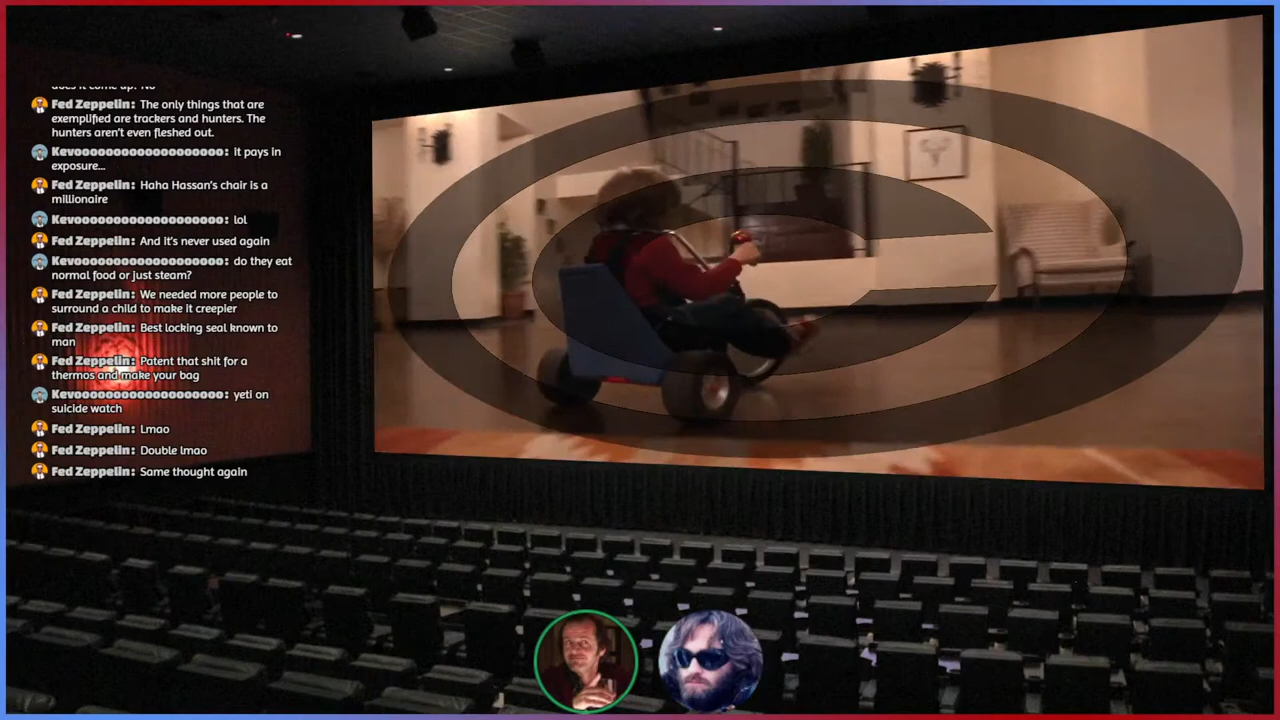 does it come up? No
Fed Zeppelin: The only things that are
exemplified are trackers and hunters. The
hunters aren't even fleshed out.
Kevooooooooooooooooooooo: it pays in
exposure...
Fed Zeppelin: Haha Hassan's chair is a
millionaire
Kevooooooooooooooooooooo: lol
Fed Zeppelin: And it's never used again
Kevooooooooooooooooooooo: do they eat
normal food or just steam?
Fed Zeppelin: We needed more people to
surround a child to make it creepier
Fed Zeppelin: Best locking seal known to
man
Fed Zeppelin: Patent that shit for a
thermos and make your bag
Kevooooooooooooooooooooo: yeti on
suicide watch
Fed Zeppelin: Lmao
Fed Zeppelin: Double lmao
Fed Zeppelin: Same thought again